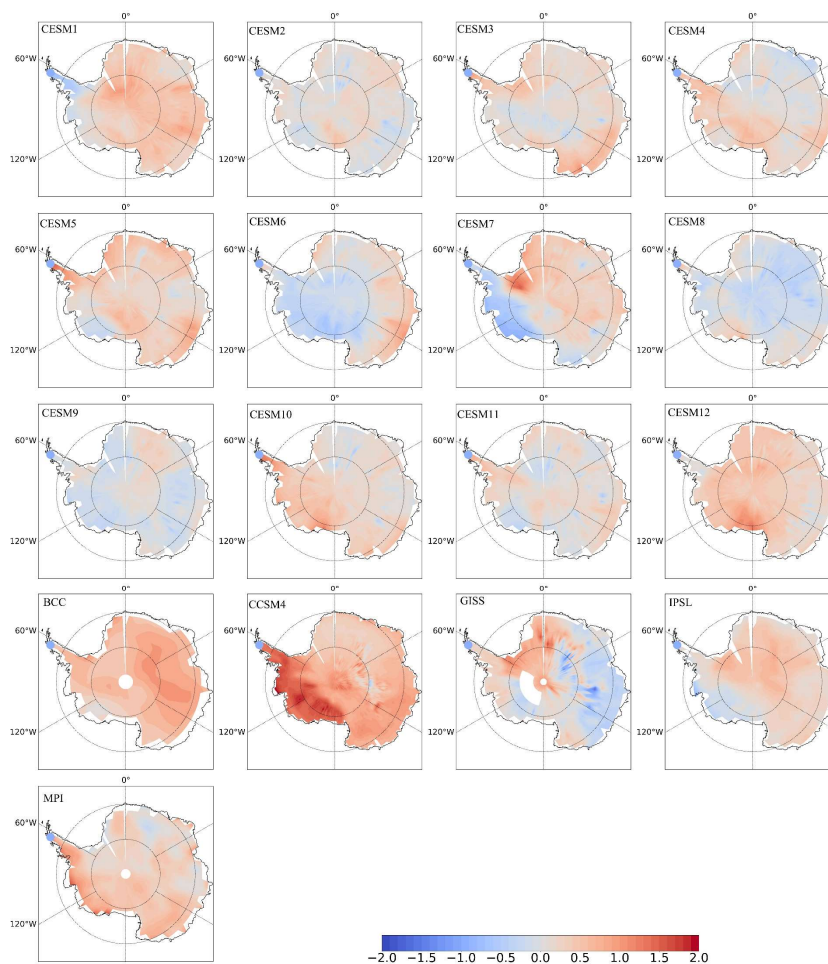 0° 0° 0° 0°
CESM1 CESM2 CESM3 CESM4
60°W 60°W 60°W 60°W
120°W 120°W 120°W 120°W
0° 0° 0° 0°
CESM5 CESM6 CESM7 CESM8
60°W 60°W 60°W 60°W
120°W 120°W 120°W 120°W
0° 0° 0° 0°
CESM9 CESM10 CESM11 CESM12
60°W 60°W 60°W 60°W
120°W 120°W 120°W 120°W
0° 0° 0° 0°
BCC CCSM4 GISS IPSL
60°W 60°W 60°W 60°W
120°W 120°W 120°W 120°W
0°
MPI
60°W
120°W
−2.0 −1.5 −1.0 −0.5 0.0 0.5 1.0 1.5 2.0